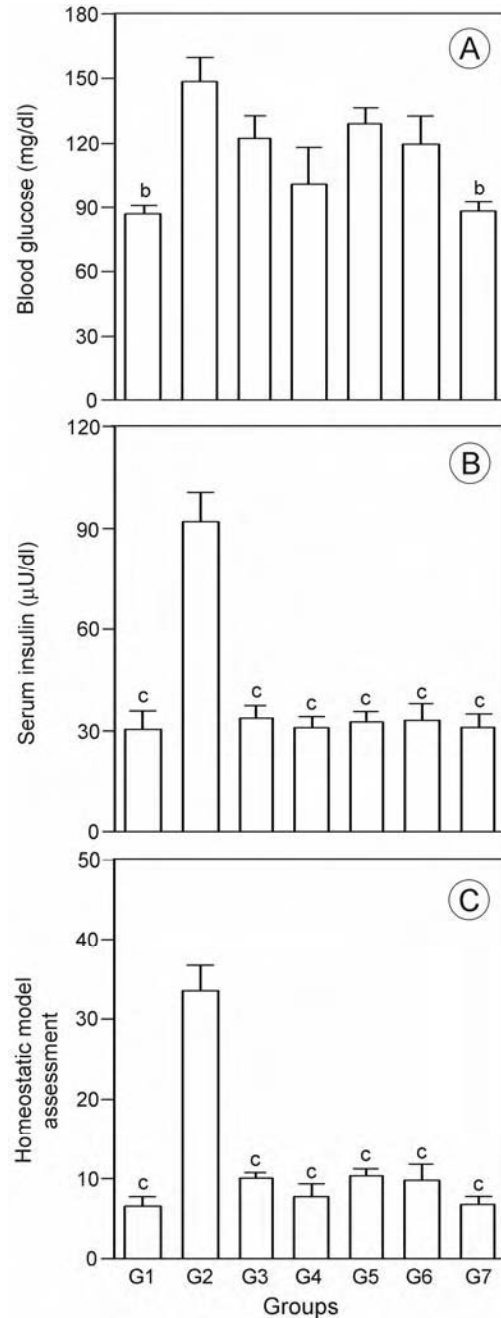 180
150
120
90
60
30
0
Blood glucose (mg/dl)
A
b
b
120
90
60
30
0
Serum insulin (μU/dl)
B
c
c
c
c
c
c
50
40
30
20
10
0
Homeostatic model
assessment
C
c
c
c
c
c
c
G1 G2 G3 G4 G5 G6 G7
Groups